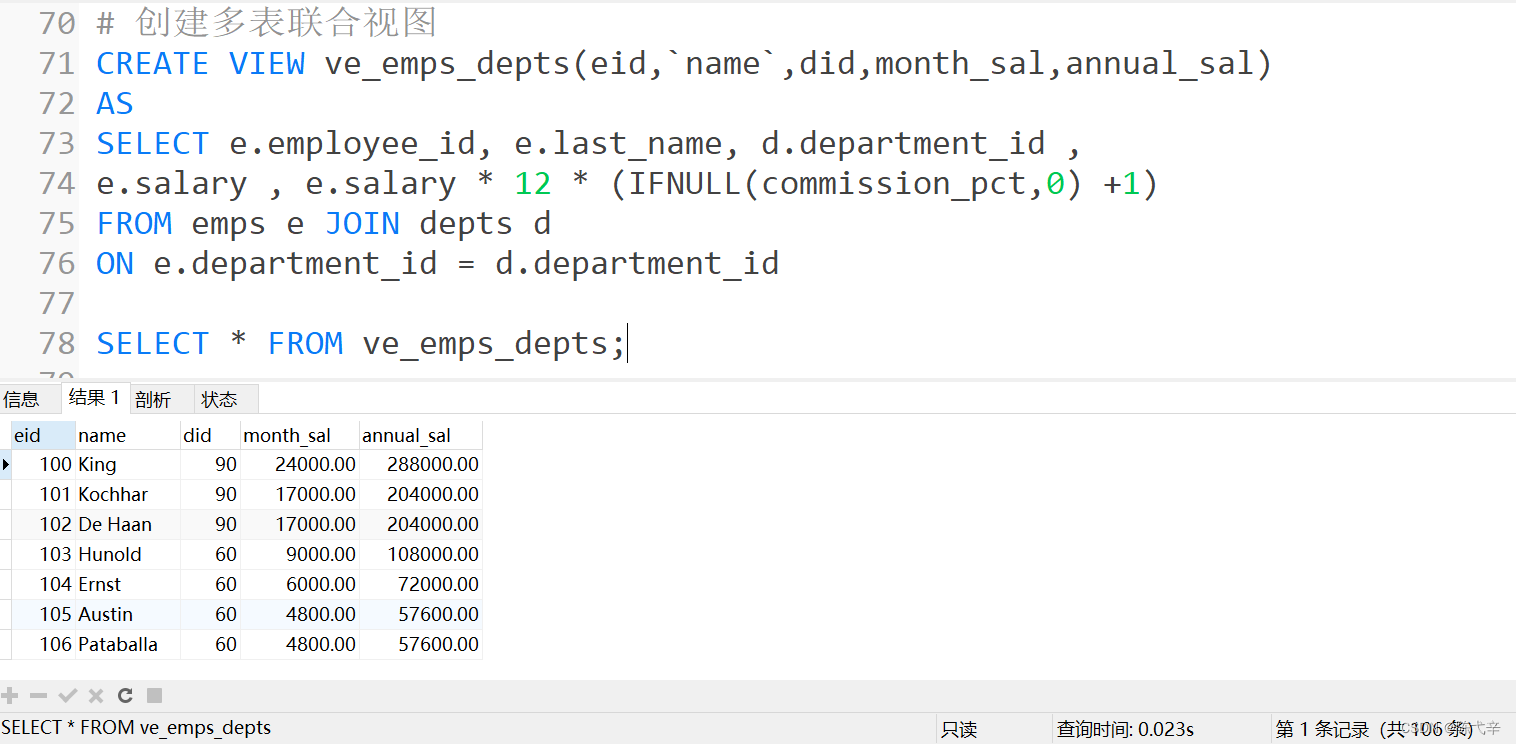 70 # 创建多表联合视图
71 CREATE VIEW ve_emps_depts(eid,`name`,did,month_sal,annual_sal)
72 AS
73 SELECT e.employee_id, e.last_name, d.department_id ,
74 e.salary , e.salary * 12 * (IFNULL(commission_pct,0) +1)
75 FROM emps e JOIN depts d
76 ON e.department_id = d.department_id
77
78 SELECT * FROM ve_emps_depts;
信息 结果 1 剖析 状态
eid name did month_sal annual_sal
100 King 90 24000.00 288000.00
101 Kochhar 90 17000.00 204000.00
102 De Haan 90 17000.00 204000.00
103 Hunold 60 9000.00 108000.00
104 Ernst 60 6000.00 72000.00
105 Austin 60 4800.00 57600.00
106 Pataballa 60 4800.00 57600.00
SELECT * FROM ve_emps_depts 只读 查询时间: 0.023s 第 1 条记录 (共 106 条)